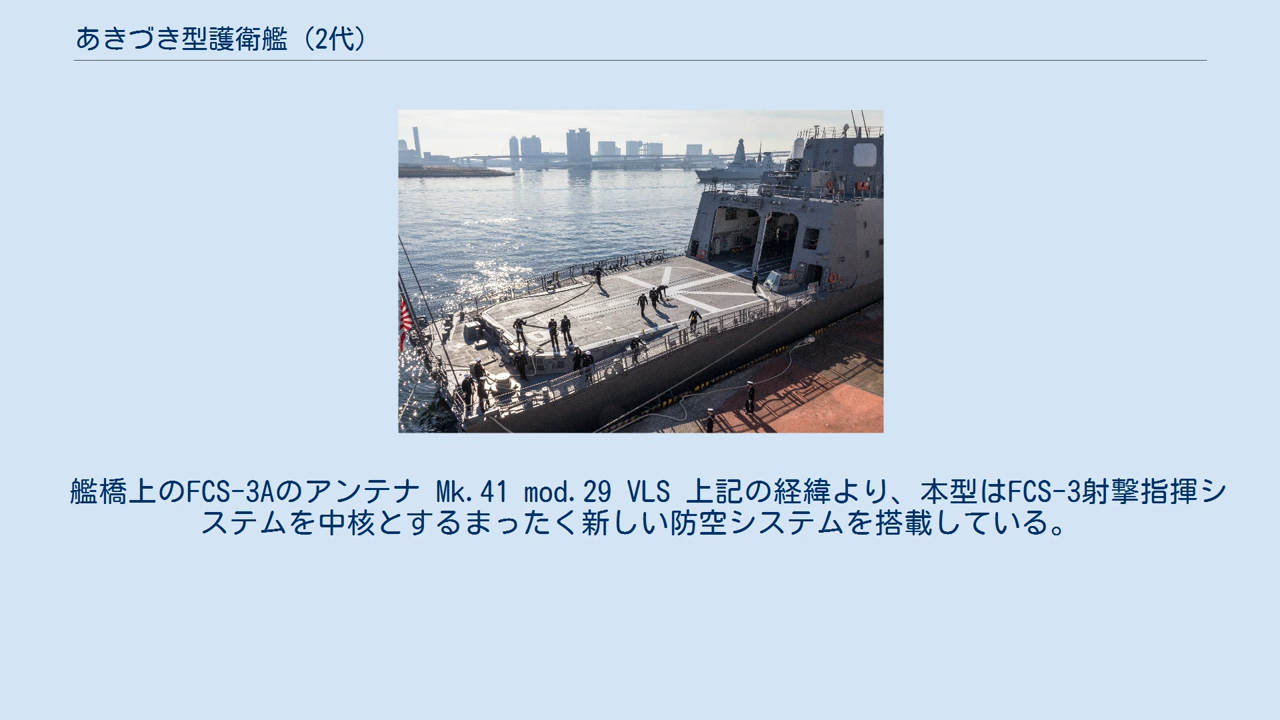 あきづき型護衛艦（2代）
艦橋上のFCS-3Aのアンテナ Mk.41 mod.29 VLS 上記の経緯より、本型はFCS-3射撃指揮シ
ステムを中核とするまったく新しい防空システムを搭載している。